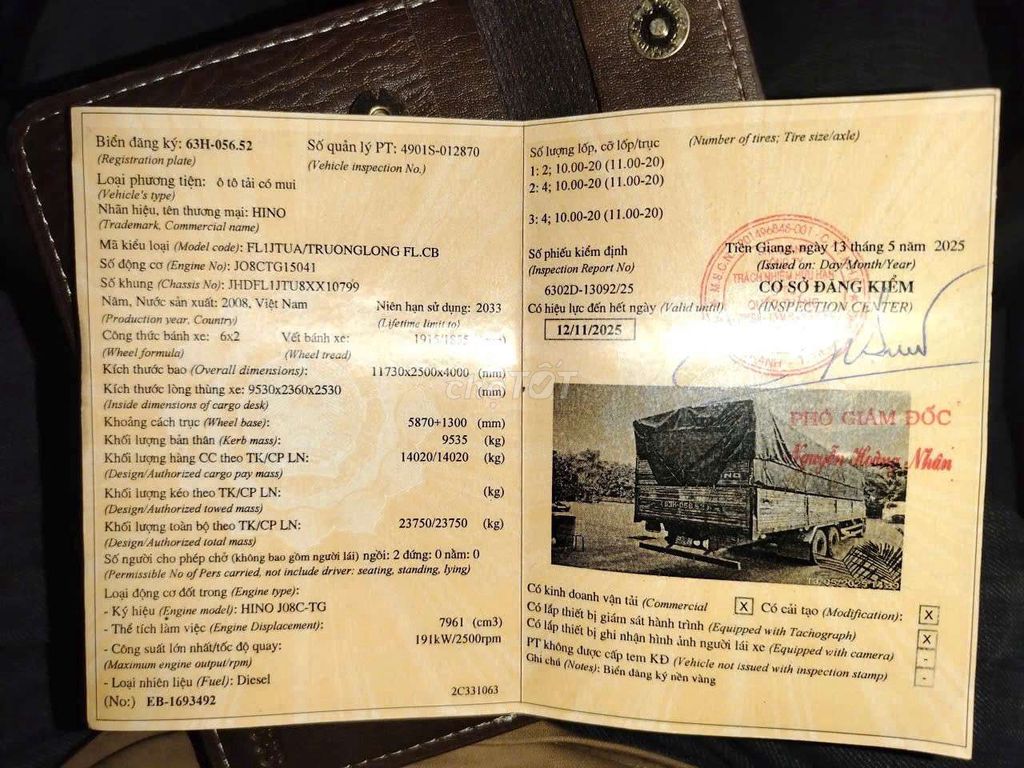 Biển đăng ký: 63H-056.52
(Registration plate)
Số quản lý PT: 4901S-012870
(Vehicle inspection No.)
Loại phương tiện: ô tô tải có mui
(Vehicle's type)
Nhãn hiệu, tên thương mại: HINO
(Trademark, Commercial name)
Mã kiểu loại (Model code): FL1JTUA/TRUONGLONG FL.CB
Số động cơ (Engine No): JO8CTG15041
Số khung (Chassis No): JHDFL1JTU8XX10799
Năm, Nước sản xuất: 2008, Việt Nam
(Production year, Country)
Niên hạn sử dụng: 2033
(Lifetime limit to)
Công thức bánh xe: 6x2
(Wheel formula)
Vết bánh xe: 1915/1855
(Wheel tread)
Kích thước bao (Overall dimensions): 11730x2500x4000 (mm)
Kích thước lòng thùng xe: 9530x2360x2530 (mm)
(Inside dimensions of cargo desk)
Khoảng cách trục (Wheel base): 5870+1300 (mm)
Khối lượng bản thân (Kerb mass): 9535 (kg)
Khối lượng hàng CC theo TK/CP LN: 14020/14020 (kg)
(Design/Authorized cargo pay mass)
Khối lượng kéo theo TK/CP LN: (kg)
(Design/Authorized towed mass)
Khối lượng toàn bộ theo TK/CP LN: 23750/23750 (kg)
(Design/Authorized total mass)
Số người cho phép chở (không bao gồm người lái) ngồi: 2 đứng: 0 nằm: 0
(Permissible No of Pers carried, not include driver: seating, standing, lying)
Loại động cơ đốt trong (Engine type):
- Ký hiệu (Engine model): HINO J08C-TG
- Thể tích làm việc (Engine Displacement): 7961 (cm3)
- Công suất lớn nhất/tốc độ quay: 191kW/2500rpm
(Maximum engine output/rpm)
- Loại nhiên liệu (Fuel): Diesel
(No:) EB-1693492
2C331063
Số lượng lốp, cỡ lốp/trục (Number of tires; Tire size/axle)
1: 2; 10.00-20 (11.00-20)
2: 4; 10.00-20 (11.00-20)
3: 4; 10.00-20 (11.00-20)
Số phiếu kiểm định
(Inspection Report No)
6302D-13092/25
Tiền Giang, ngày 13 tháng 5 năm 2025
(Issued on: Day/Month/Year)
CƠ SỞ ĐĂNG KIỂM
(INSPECTION CENTER)
Có hiệu lực đến hết ngày (Valid until)
12/11/2025
chợTỐT
PHÓ GIÁM ĐỐC
Nguyễn Hoàng Nhân
Có kinh doanh vận tải (Commercial X Có cải tạo (Modification): X
Có lắp thiết bị giám sát hành trình (Equipped with Tachograph) X
Có lắp thiết bị ghi nhận hình ảnh người lái xe (Equipped with camera) -
PT không được cấp tem KĐ (Vehicle not issued with inspection stamp) -
Ghi chú (Notes): Biển đăng ký nền vàng